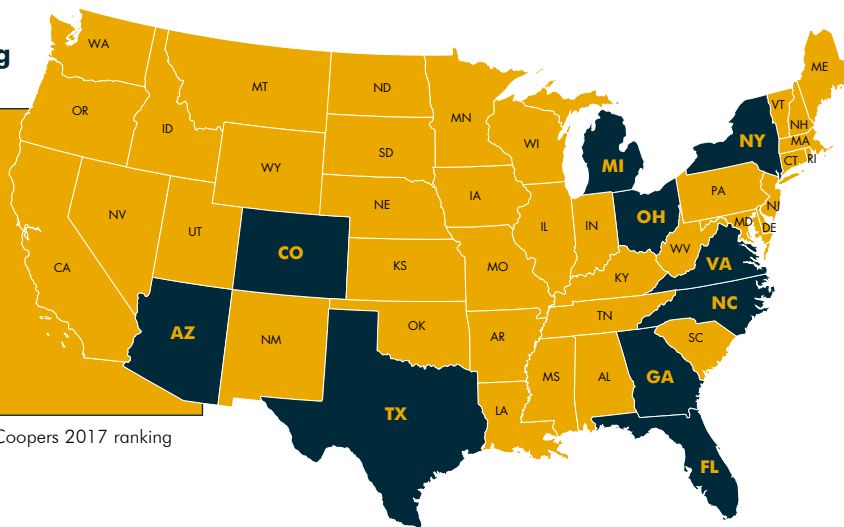 g
WA
OR
ID
MT
ND
MN
WI
ME
VT
NH
MA
CT
RI
NY
MI
SD
WY
NV
UT
CA
CO
NE
IA
IL
IN
OH
PA
NJ
MD
DE
WV
VA
KS
MO
KY
NC
TN
SC
AZ
NM
OK
AR
MS
AL
GA
LA
TX
FL
Coopers 2017 ranking